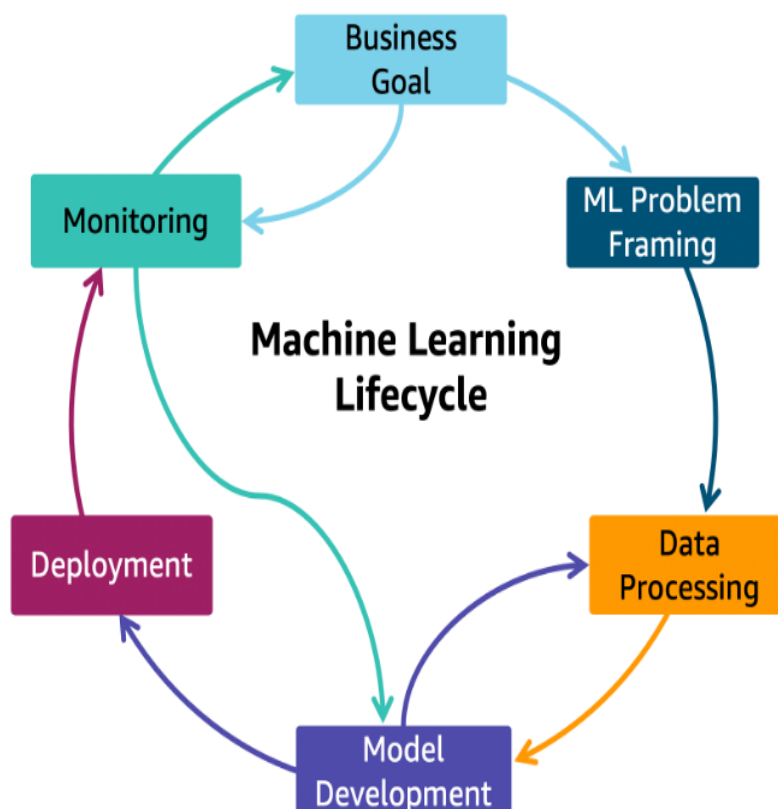 Business
Goal
ML Problem
Framing
Monitoring
Machine Learning
Lifecycle
Deployment
Data
Processing
Model
Development